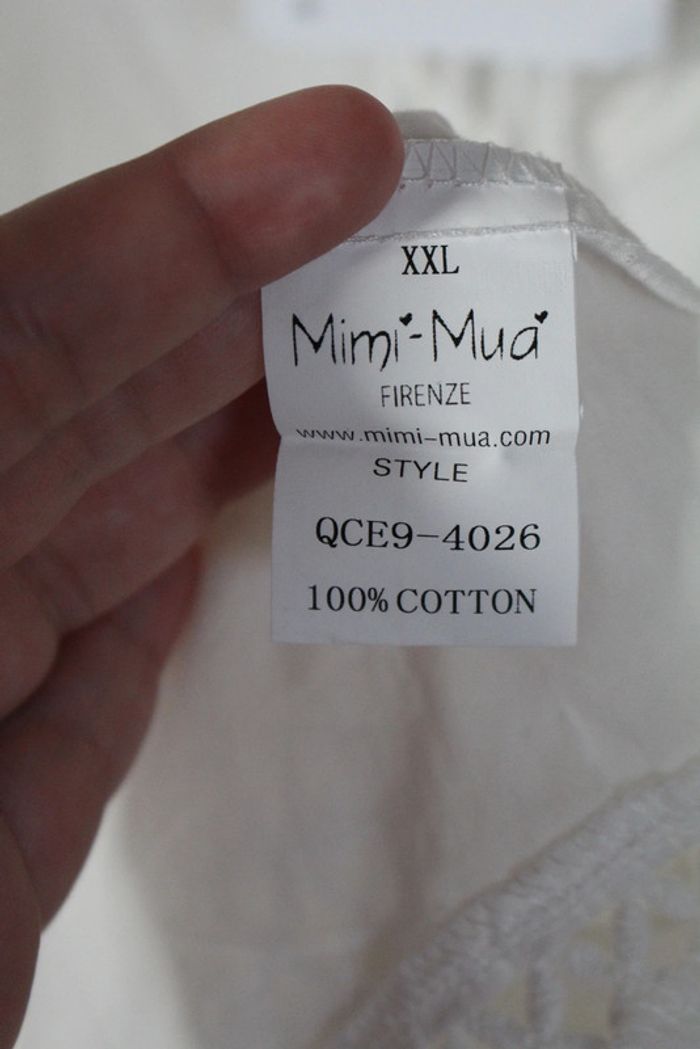 XXL
Mimi-Mua
FIRENZE
www.mimi-mua.com
STYLE
QCE9-4026
100% COTTON